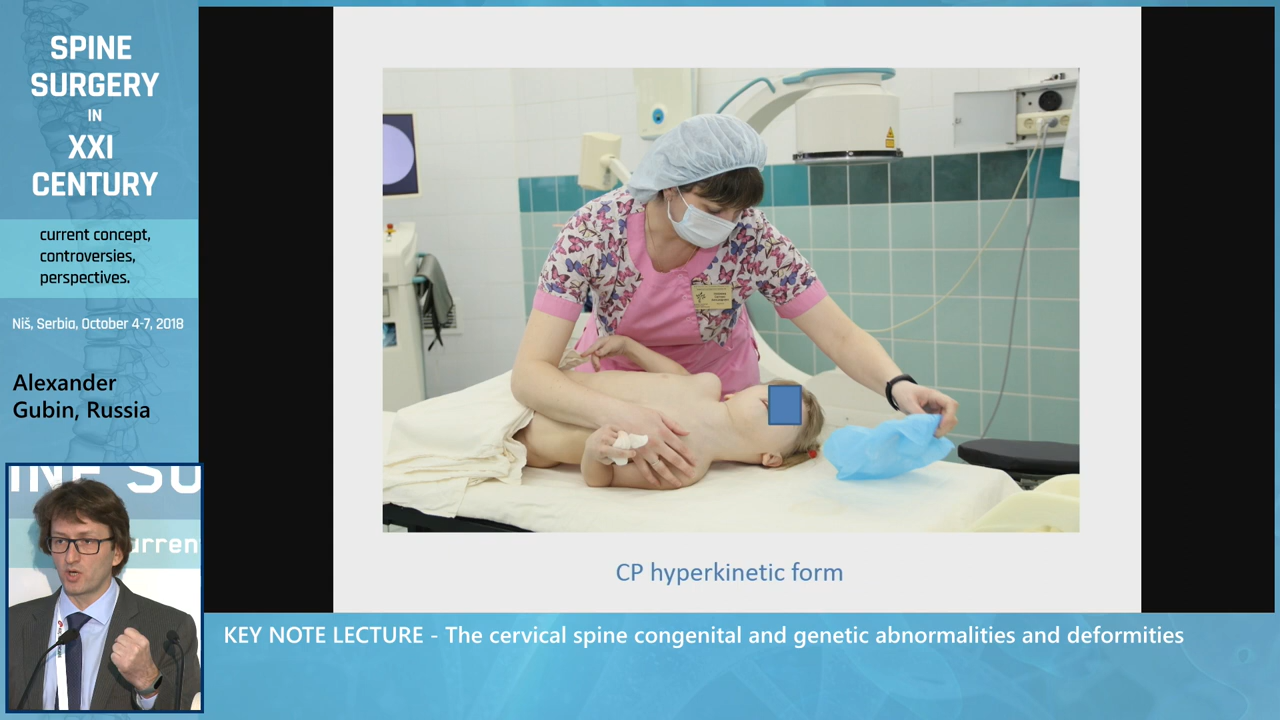 SPINE
SURGERY
IN
XXI
CENTURY
current concept,
controversies,
perspectives.
Niš, Serbia, October 4-7, 2018
Alexander
Gubin, Russia
CP hyperkinetic form
KEY NOTE LECTURE - The cervical spine congenital and genetic abnormalities and deformities